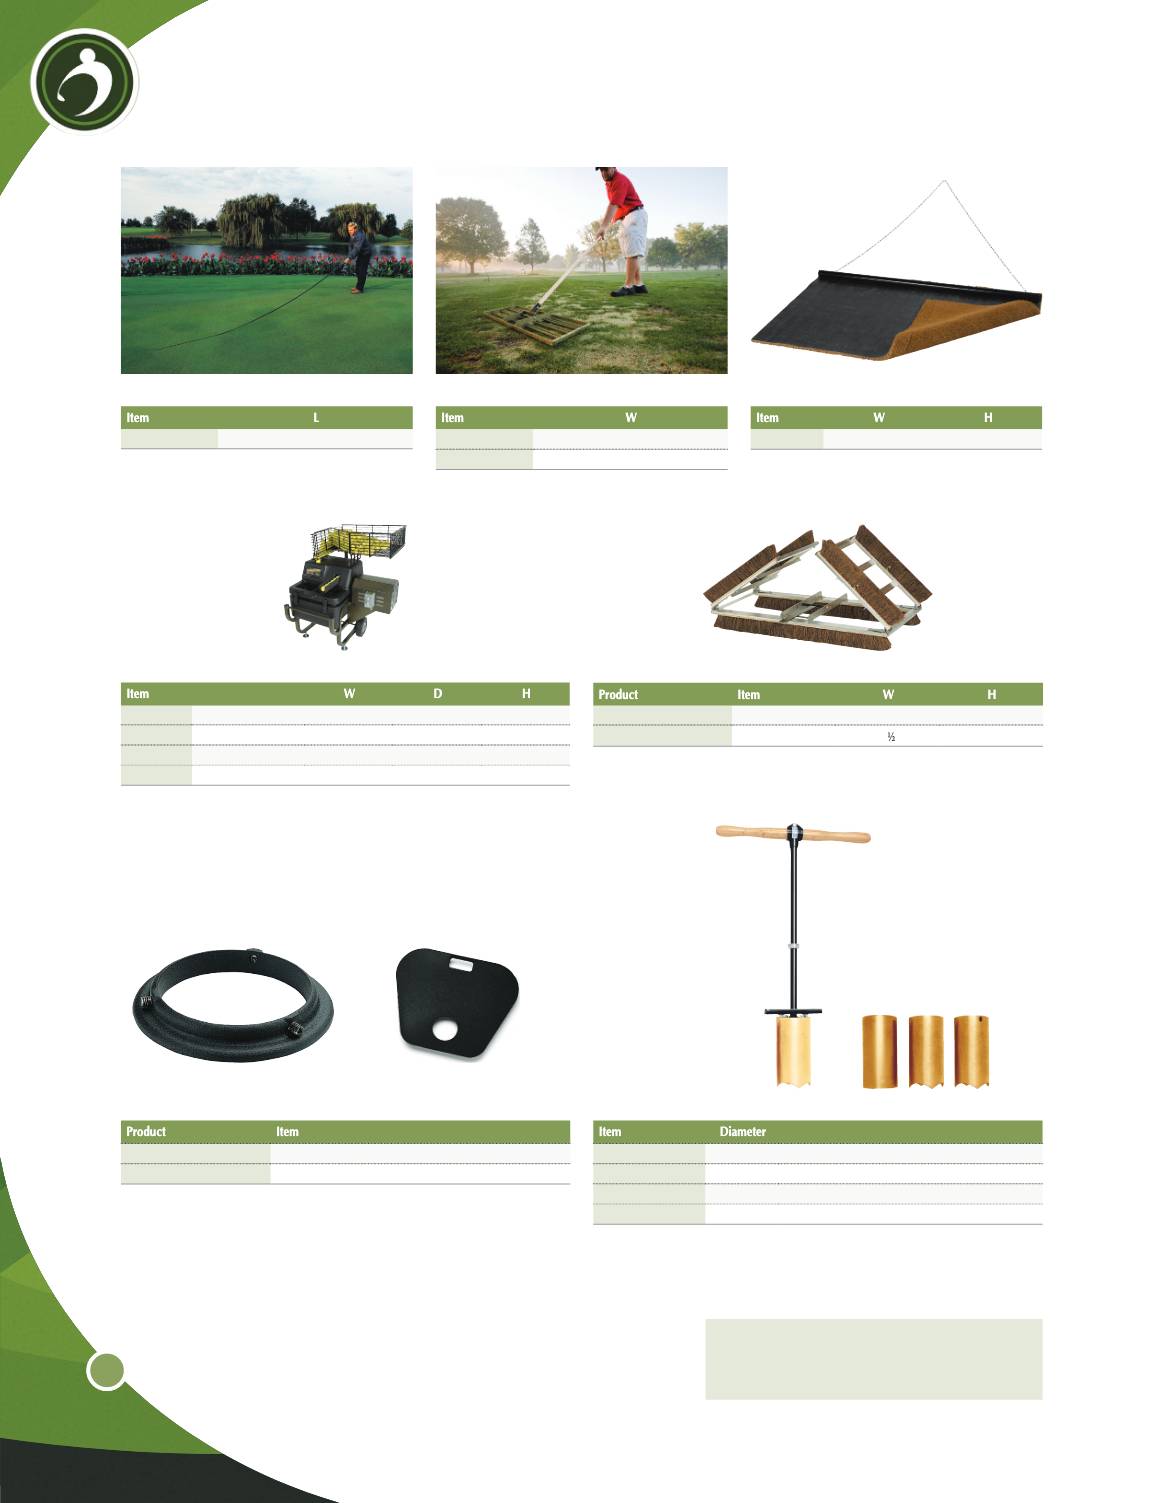 Item L
Item W
Item W H
Item W D H
Product Item W H
½
Product Item
Item Diameter